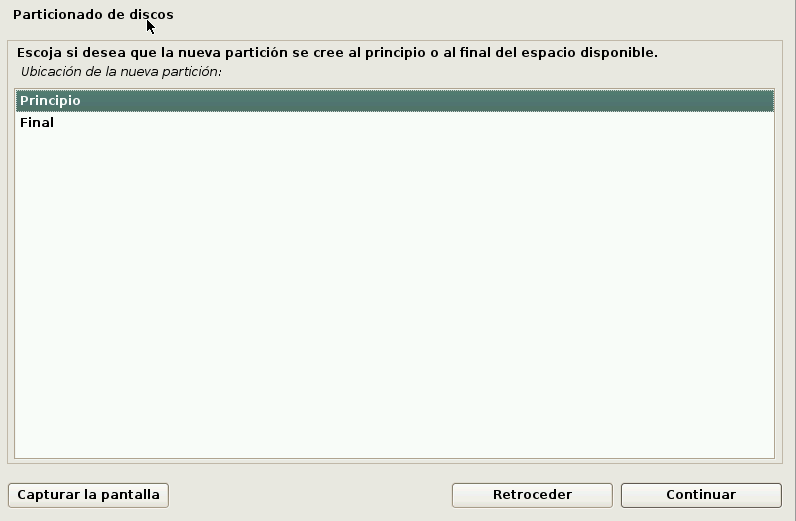 Particionado de discos
Escoja si desea que la nueva partición se cree al principio o al final del espacio disponible.
Ubicación de la nueva partición:
Principio
Final
Capturar la pantalla
Retroceder
Continuar